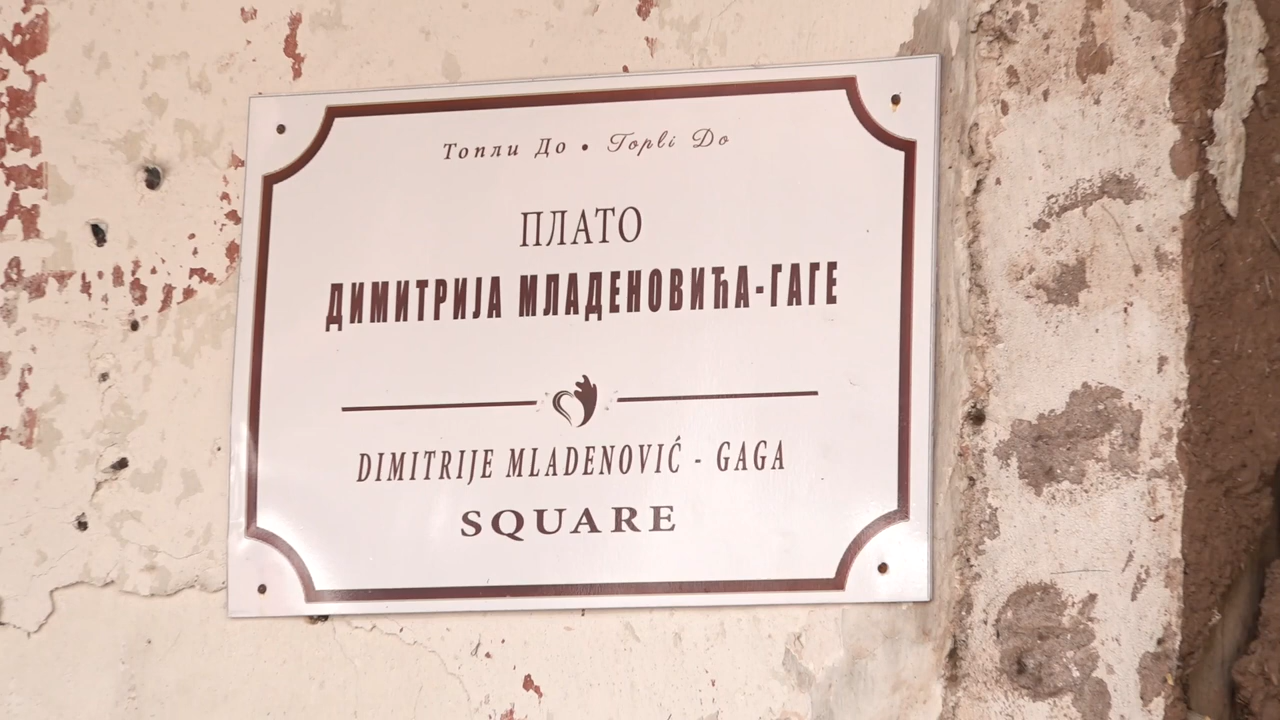 Топли До • Topli Do
ПЛАТО
ДИМИТРИЈА МЛАДЕНОВИЋА-ГАГЕ
DIMITRIJE MLADENOVIĆ - GAGA
SQUARE